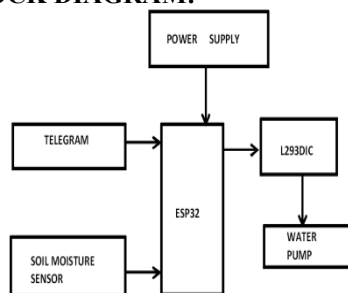 POWER SUPPLY
TELEGRAM
ESP32
L293DIC
SOIL MOISTURE
SENSOR
WATER
PUMP